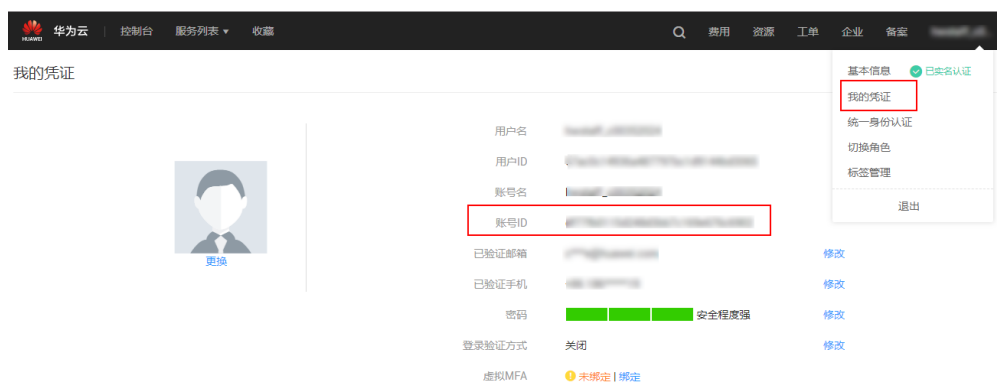 HUAWEI 华为云 控制台 服务列表 收藏 费用 资源 工单 企业 备案
我的凭证
基本信息 已实名认证
我的凭证
统一身份认证
切换角色
标签管理
退出
更换
用户名
用户ID
账号名
账号ID
已验证邮箱 修改
已验证手机 修改
密码 安全程度强 修改
登录验证方式 关闭 修改
虚拟MFA 未绑定 | 绑定